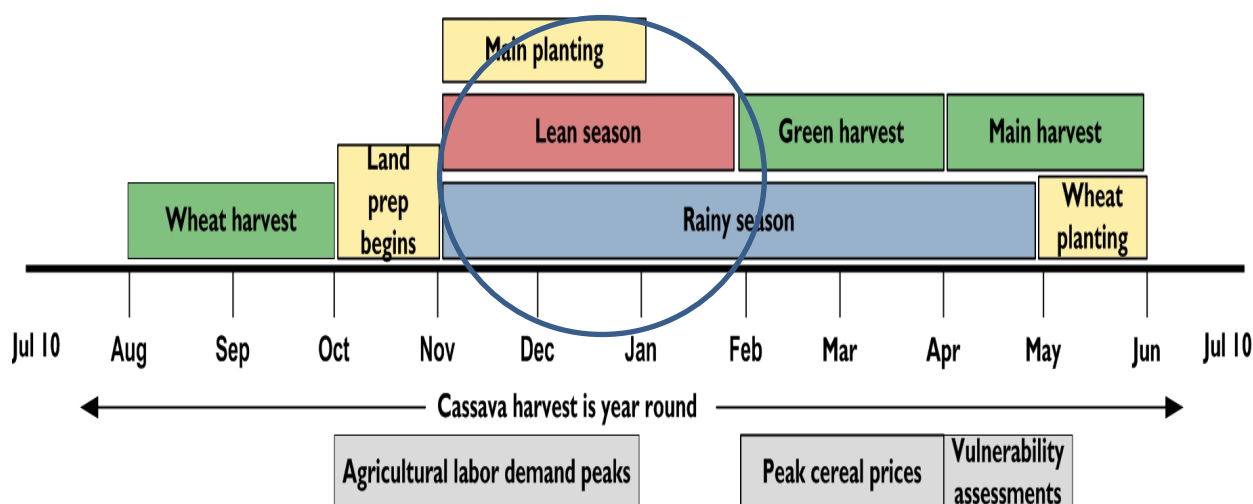 Main planting
Lean season
Green harvest
Main harvest
Land
prep
begins
Wheat harvest
Rainy season
Wheat
planting
Jul 10
Aug
Sep
Oct
Nov
Dec
Jan
Feb
Mar
Apr
May
Jun
Jul 10
Cassava harvest is year round
Agricultural labor demand peaks
Peak cereal prices
Vulnerability
assessments